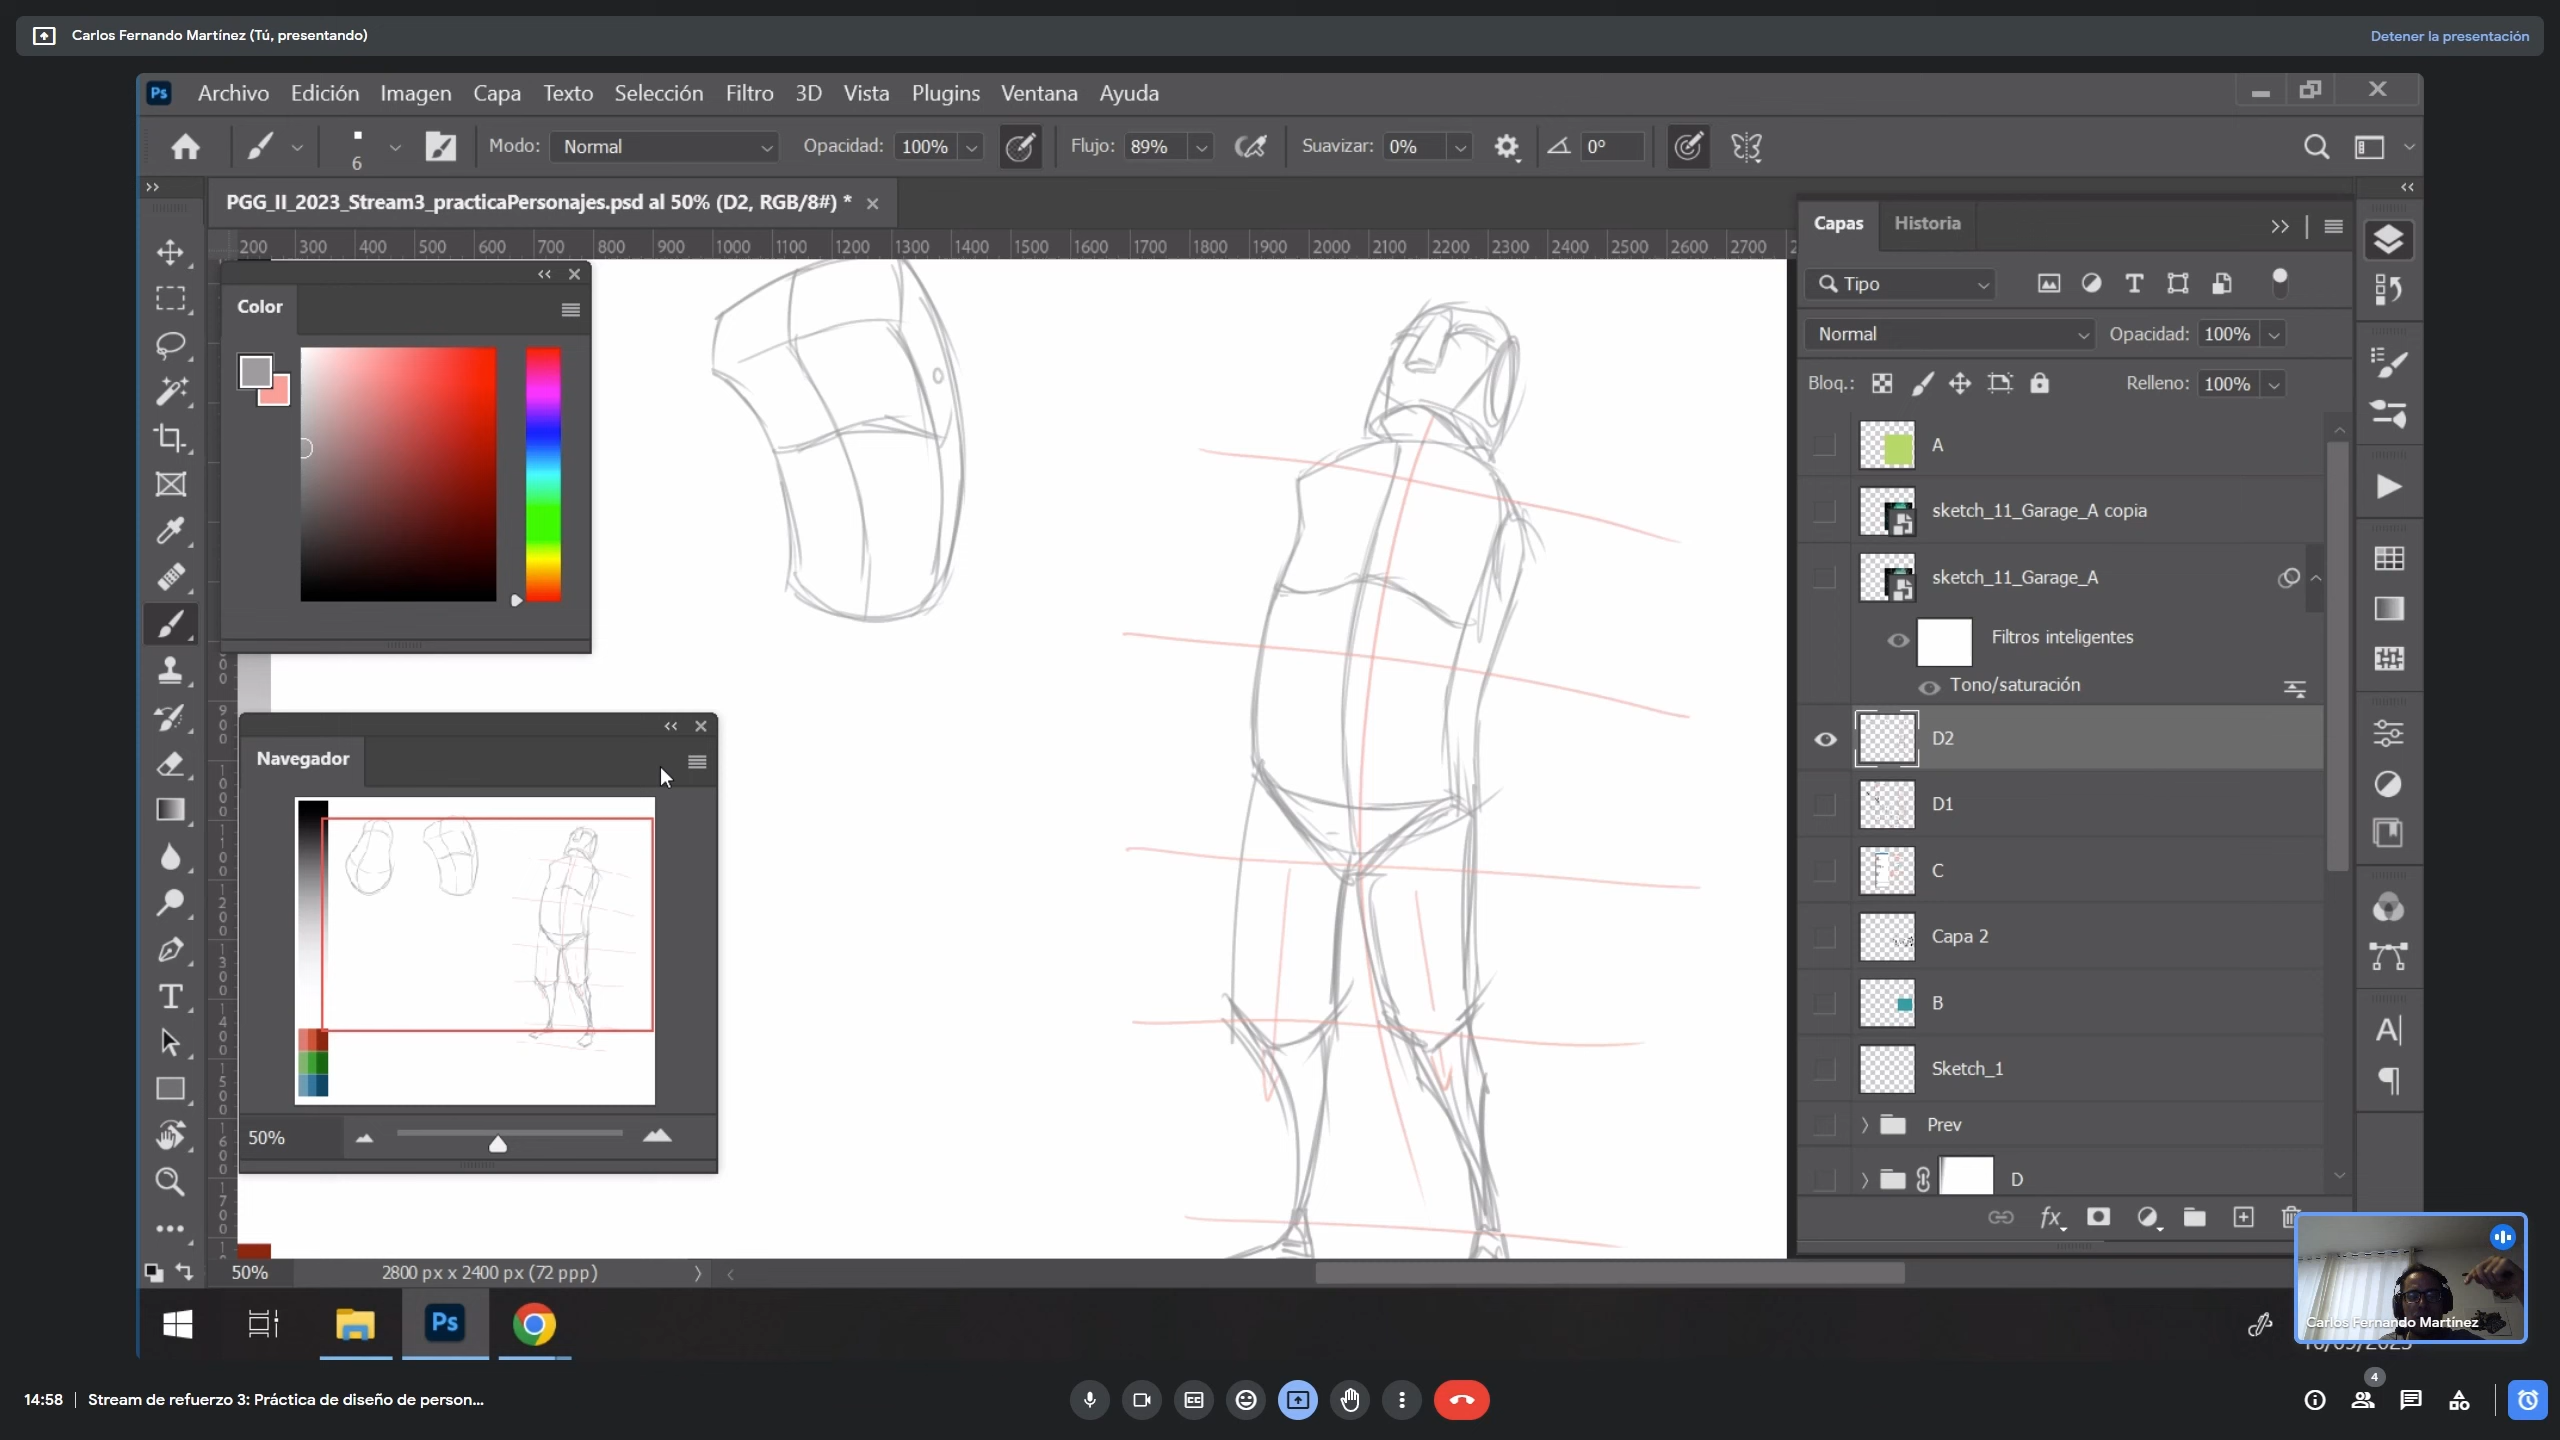 Carlos Fernando Martínez (Tú, presentando)
Detener la presentación
Ps Archivo Edición Imagen Capa Texto Selección Filtro 3D Vista Plugins Ventana Ayuda
6 Modo: Normal Opacidad: 100% Flujo: 89% Suavizar: 0% 0°
PGG_II_2023_Stream3_practicaPersonajes.psd al 50% (D2, RGB/8#) *
200 300 400 500 600 700 800 900 1000 1100 1200 1300 1400 1500 1600 1700 1800 1900 2000 2100 2200 2300 2400 2500 2600 2700
Color
Navegador
50%
Capas Historia
Tipo
Normal Opacidad: 100%
Bloq.: Relleno: 100%
A
sketch_11_Garage_A copia
sketch_11_Garage_A
Filtros inteligentes
Tono/saturación
D2
D1
C
Capa 2
B
Sketch_1
Prev
D
fx
50% 2800 px x 2400 px (72 ppp)
Ps
Carlos Fernando Martínez
14:58 Stream de refuerzo 3: Práctica de diseño de person...
4